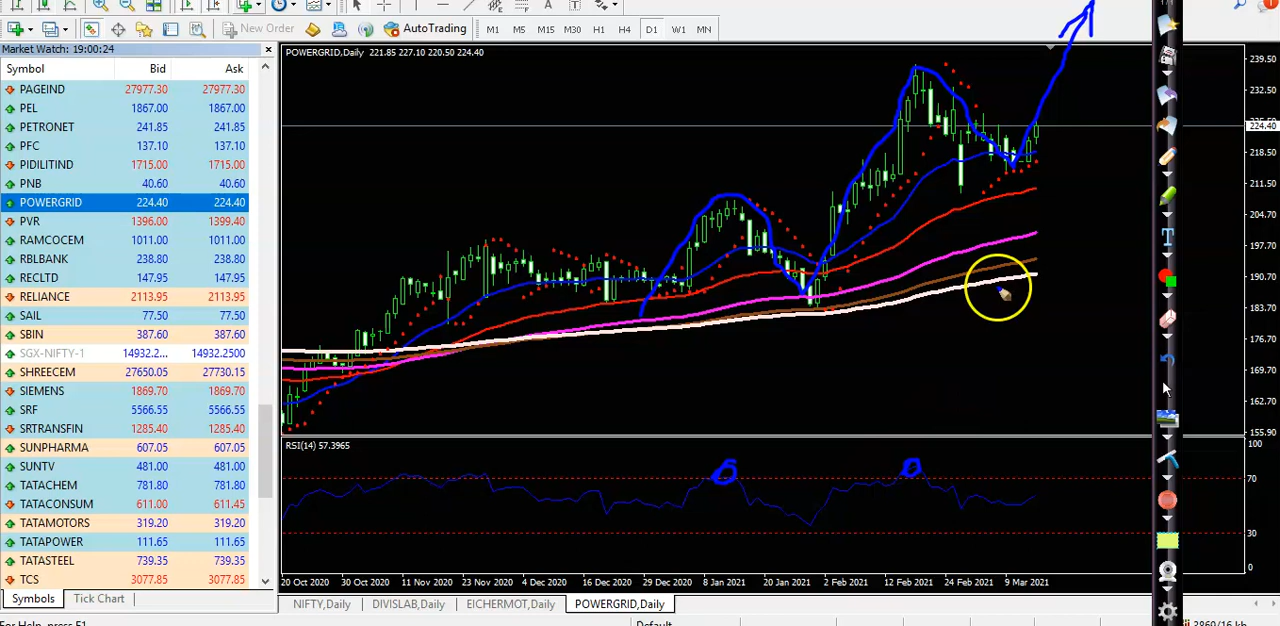 New Order
AutoTrading
M1 M5 M15 M30 H1 H4 D1 W1 MN
Market Watch: 19:00:24
Symbol Bid Ask
PAGEIND 27977.30 27977.30
PEL 1867.00 1867.00
PETRONET 241.85 241.85
PFC 137.10 137.10
PIDILITIND 1715.00 1715.00
PNB 40.60 40.60
POWERGRID 224.40 224.40
PVR 1396.00 1399.40
RAMCOCEM 1011.00 1011.00
RBLBANK 238.80 238.80
RECLTD 147.95 147.95
RELIANCE 2113.95 2113.95
SAIL 77.50 77.50
SBIN 387.60 387.60
SGX-NIFTY-1 14932.2... 14932.2500
SHREECEM 27650.05 27730.15
SIEMENS 1869.70 1869.70
SRF 5566.55 5566.55
SRTRANSFIN 1285.40 1285.40
SUNPHARMA 607.05 607.05
SUNTV 481.00 481.00
TATACHEM 781.80 781.80
TATACONSUM 611.00 611.00
TATAMOTORS 319.20 319.20
TATAPOWER 111.65 111.65
TATASTEEL 739.35 739.35
TCS 3077.85 3077.85
Symbols Tick Chart
POWERGRID,Daily 221.85 227.10 220.50 224.40
239.50
232.50
224.40
218.50
211.50
204.70
197.70
190.70
183.70
176.70
169.70
162.70
155.90
RSI(14) 57.3965
100
70
30
0
20 Oct 2020 30 Oct 2020 11 Nov 2020 23 Nov 2020 4 Dec 2020 16 Dec 2020 29 Dec 2020 8 Jan 2021 20 Jan 2021 2 Feb 2021 12 Feb 2021 24 Feb 2021 9 Mar 2021
NIFTY,Daily DIVISLAB,Daily EICHERMOT,Daily POWERGRID,Daily
For Help, press F1
Default
3869/16 kb